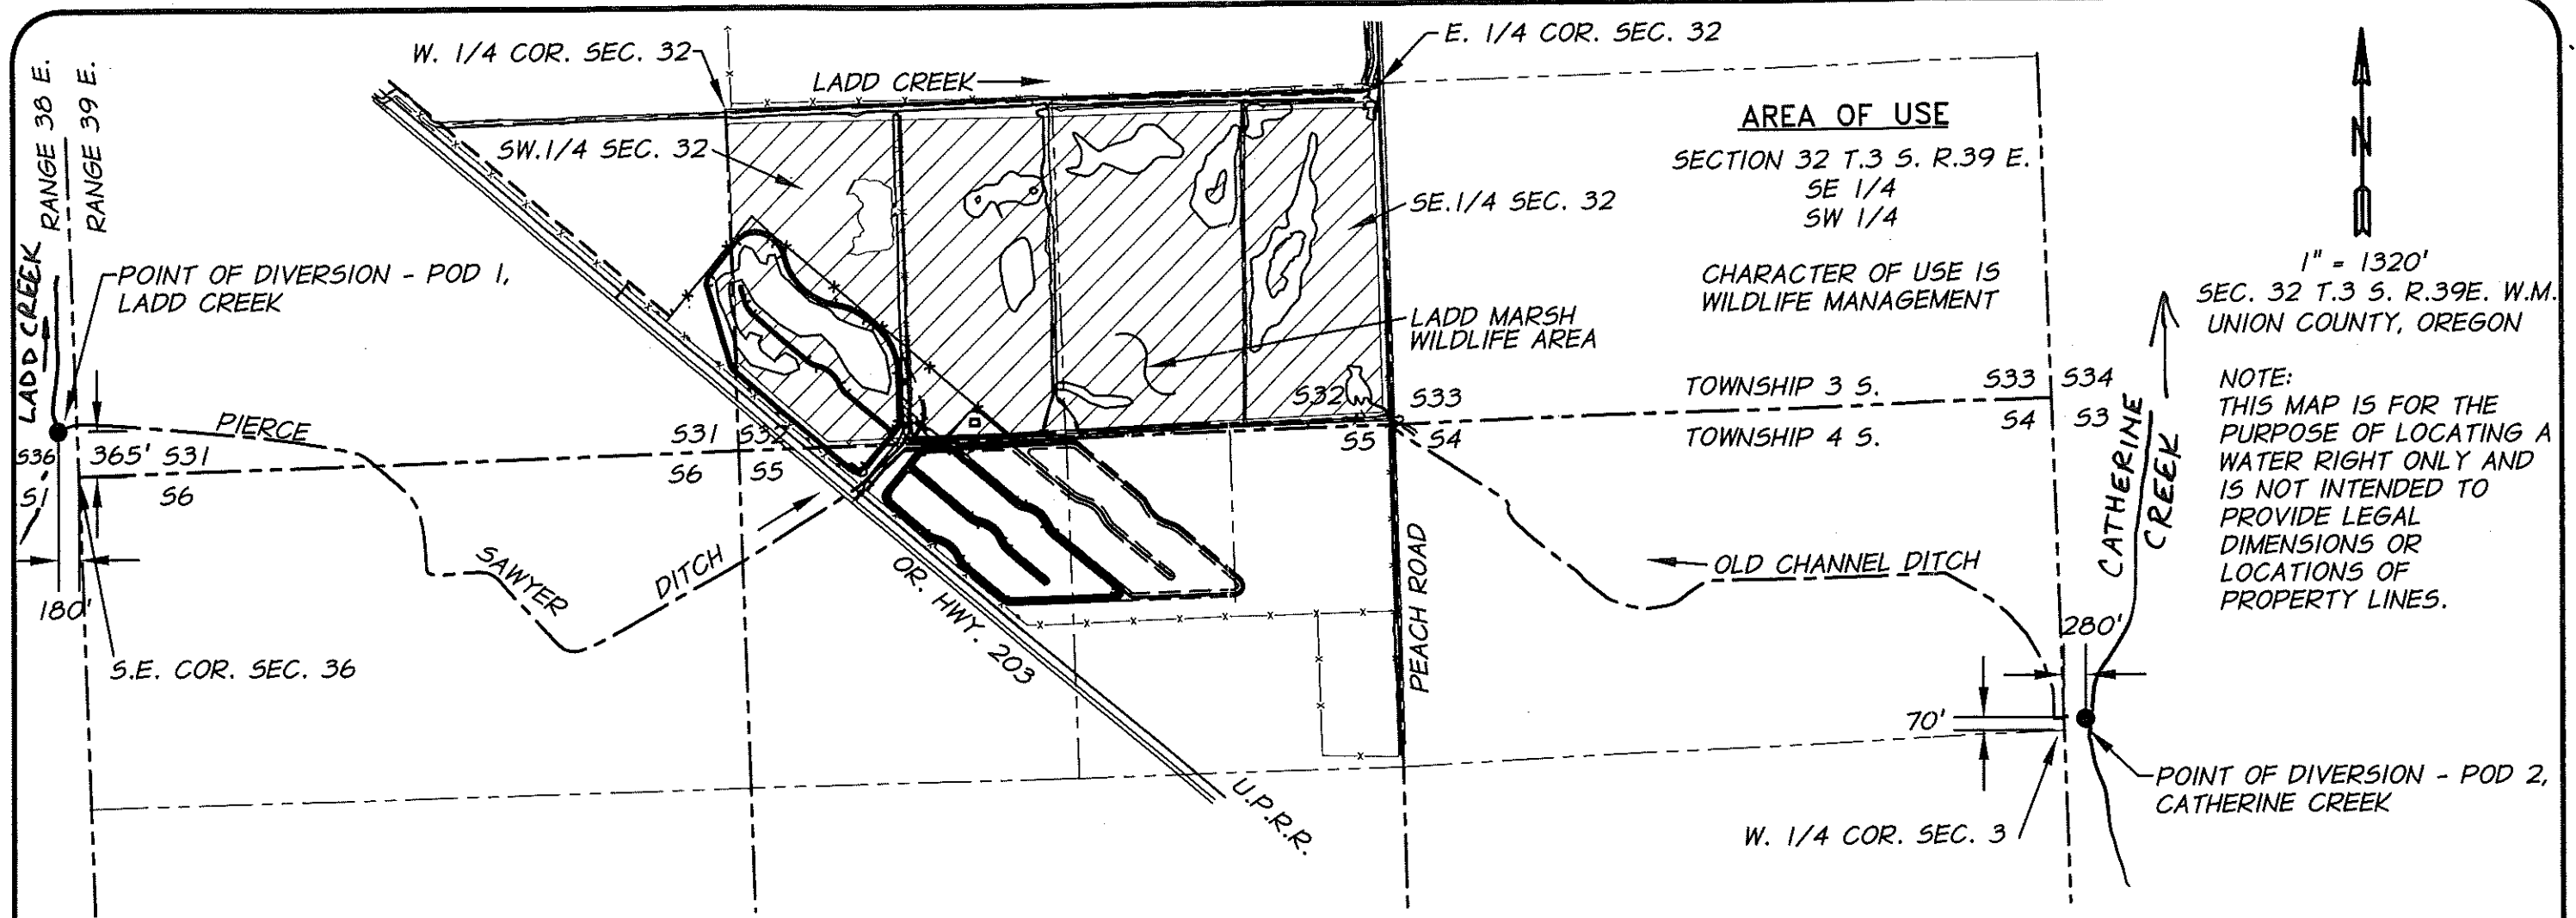 W. 1/4 COR. SEC. 32
E. 1/4 COR. SEC. 32
RANGE 38 E.
RANGE 39 E.
LADD CREEK
SW.1/4 SEC. 32
AREA OF USE
SECTION 32 T.3 S. R.39 E.
SE 1/4
SW 1/4
CHARACTER OF USE IS
WILDLIFE MANAGEMENT
SE.1/4 SEC. 32
N
1" = 1320'
SEC. 32 T.3 S. R.39E. W.M.
UNION COUNTY, OREGON
NOTE:
THIS MAP IS FOR THE
PURPOSE OF LOCATING A
WATER RIGHT ONLY AND
IS NOT INTENDED TO
PROVIDE LEGAL
DIMENSIONS OR
LOCATIONS OF
PROPERTY LINES.
LADD CREEK
POINT OF DIVERSION - POD 1,
LADD CREEK
LADD MARSH
WILDLIFE AREA
PIERCE
SAWYER
DITCH
S36
365'
S31
S1
S6
S31
S32
S6
S5
S32
S33
S5
S4
TOWNSHIP 3 S.
TOWNSHIP 4 S.
S33
S34
S4
S3
180'
S.E. COR. SEC. 36
OR. HWY. 203
U.P.R.R.
PEACH ROAD
OLD CHANNEL DITCH
CATHERINE
CREEK
280'
70'
W. 1/4 COR. SEC. 3
POINT OF DIVERSION - POD 2,
CATHERINE CREEK